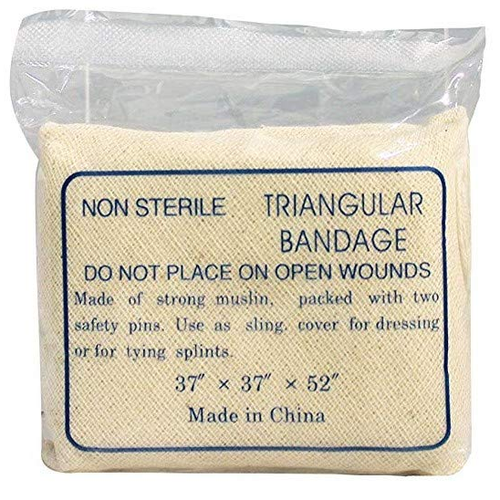 NON STERILE TRIANGULAR
BANDAGE
DO NOT PLACE ON OPEN WOUNDS
Made of strong muslin, packed with two
safety pins. Use as sling. cover for dressing
or for tying splints.
37" × 37" × 52"
Made in China